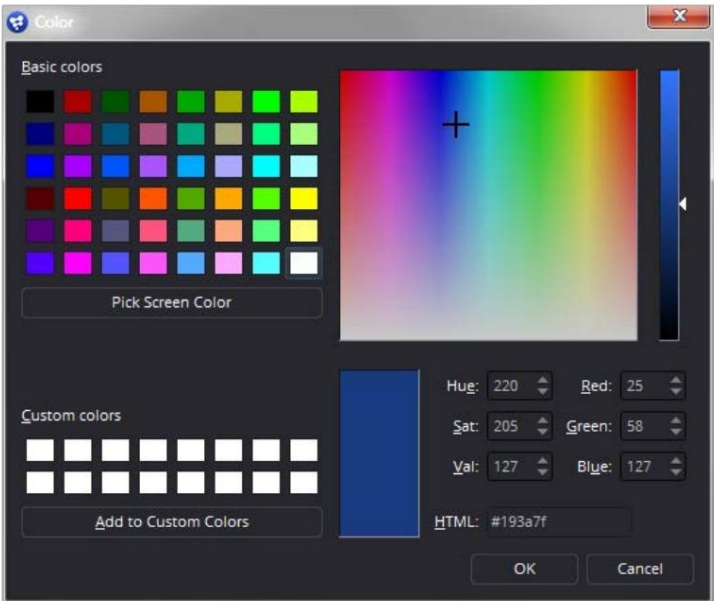 Color
Basic colors
Pick Screen Color
Custom colors
Add to Custom Colors
Hue: 220 Red: 25
Sat: 205 Green: 58
Val: 127 Blue: 127
HTML: #193a7f
OK Cancel